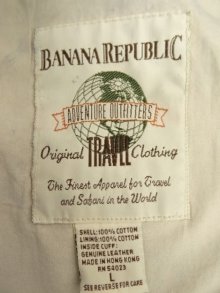 BANANA REPUBLIC
ADVENTURE OUTFITTERS
Original TRAVEL Clothing
The Finest Apparel for Travel
and Safari in the World
SHELL: 100% COTTON
LINING: 100% COTTON
INSIDE CUFF:
GENUINE LEATHER
MADE IN HONG KONG
RN 54023
L
SEE REVERSE FOR CARE